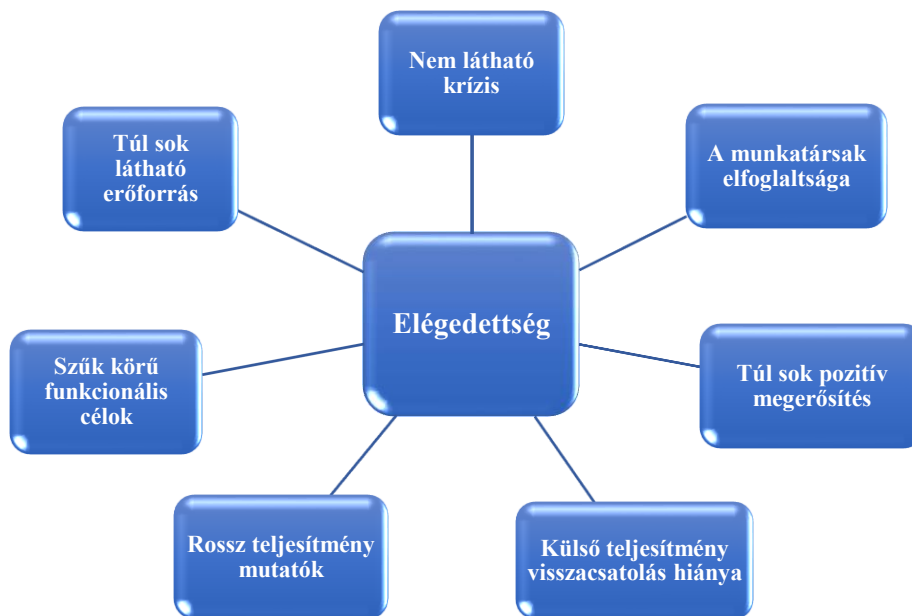 Nem látható
krízis
Túl sok
látható
erőforrás
A munkatársak
elfoglaltsága
Elégedettség
Szűk körű
funkcionális
célok
Túl sok pozitív
megerősítés
Rossz teljesítmény
mutatók
Külső teljesítmény
visszacsatolás hiánya